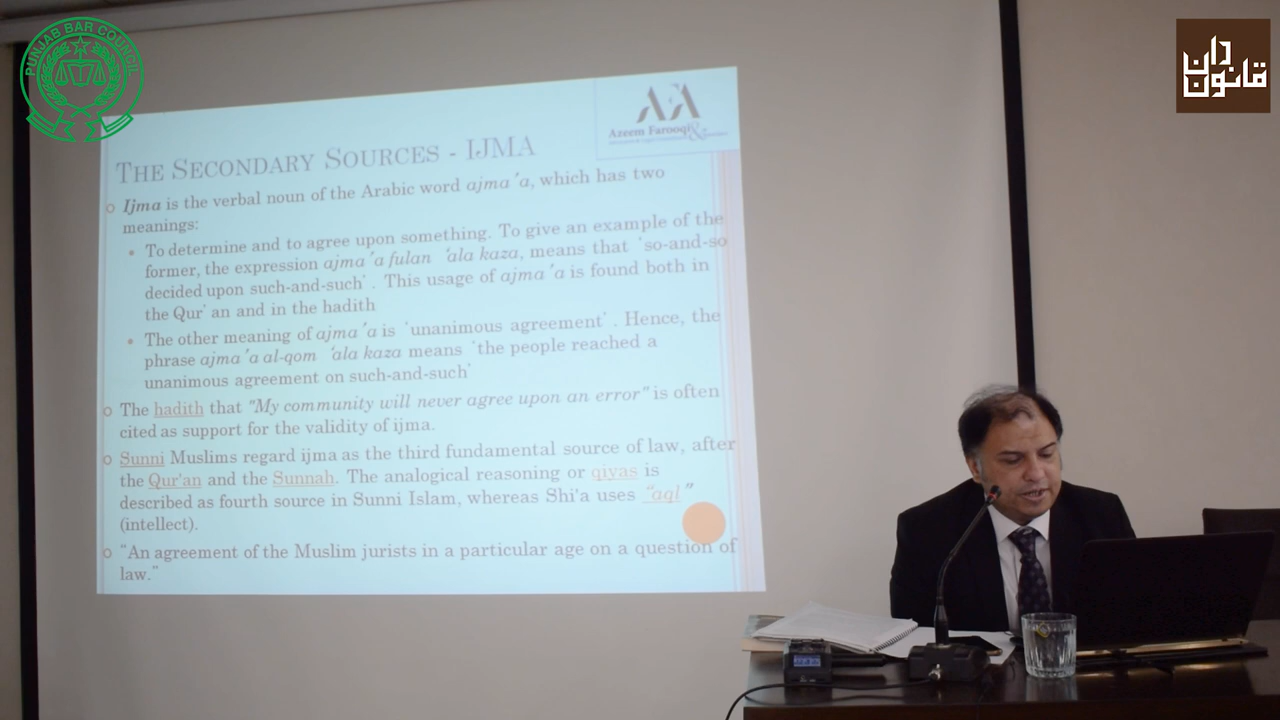 PUNJAB BAR COUNCIL
قانون دان
AFA
Azeem Farooqi &
THE SECONDARY SOURCES - IJMA
Ijma is the verbal noun of the Arabic word ajma'a, which has two
meanings:
To determine and to agree upon something. To give an example of the
former, the expression ajma'a fulan 'ala kaza, means that `so-and-so
decided upon such-and-such' . This usage of ajma'a is found both in
the Qur' an and in the hadith
The other meaning of ajma'a is `unanimous agreement' . Hence, the
phrase ajma'a al-qom 'ala kaza means `the people reached a
unanimous agreement on such-and-such'
The hadith that "My community will never agree upon an error" is often
cited as support for the validity of ijma.
Sunni Muslims regard ijma as the third fundamental source of law, after
the Qur'an and the Sunnah. The analogical reasoning or qiyas is
described as fourth source in Sunni Islam, whereas Shi'a uses "aql"
(intellect).
"An agreement of the Muslim jurists in a particular age on a question of
law."